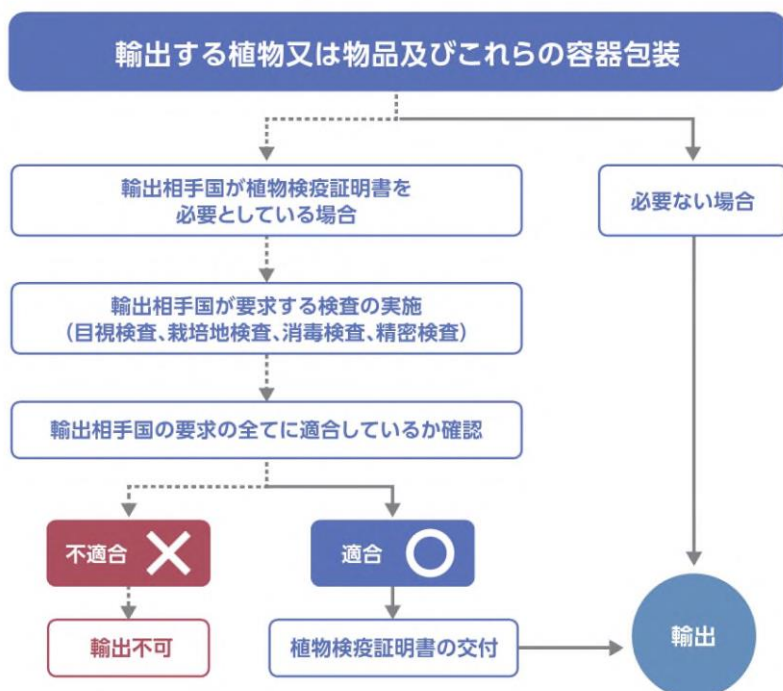 輸出する植物又は物品及びこれらの容器包装
輸出相手国が植物検疫証明書を
必要としている場合
必要ない場合
輸出相手国が要求する検査の実施
(目視検査、栽培地検査、消毒検査、精密検査)
輸出相手国の要求の全てに適合しているか確認
不適合
適合
輸出不可
植物検疫証明書の交付
輸出